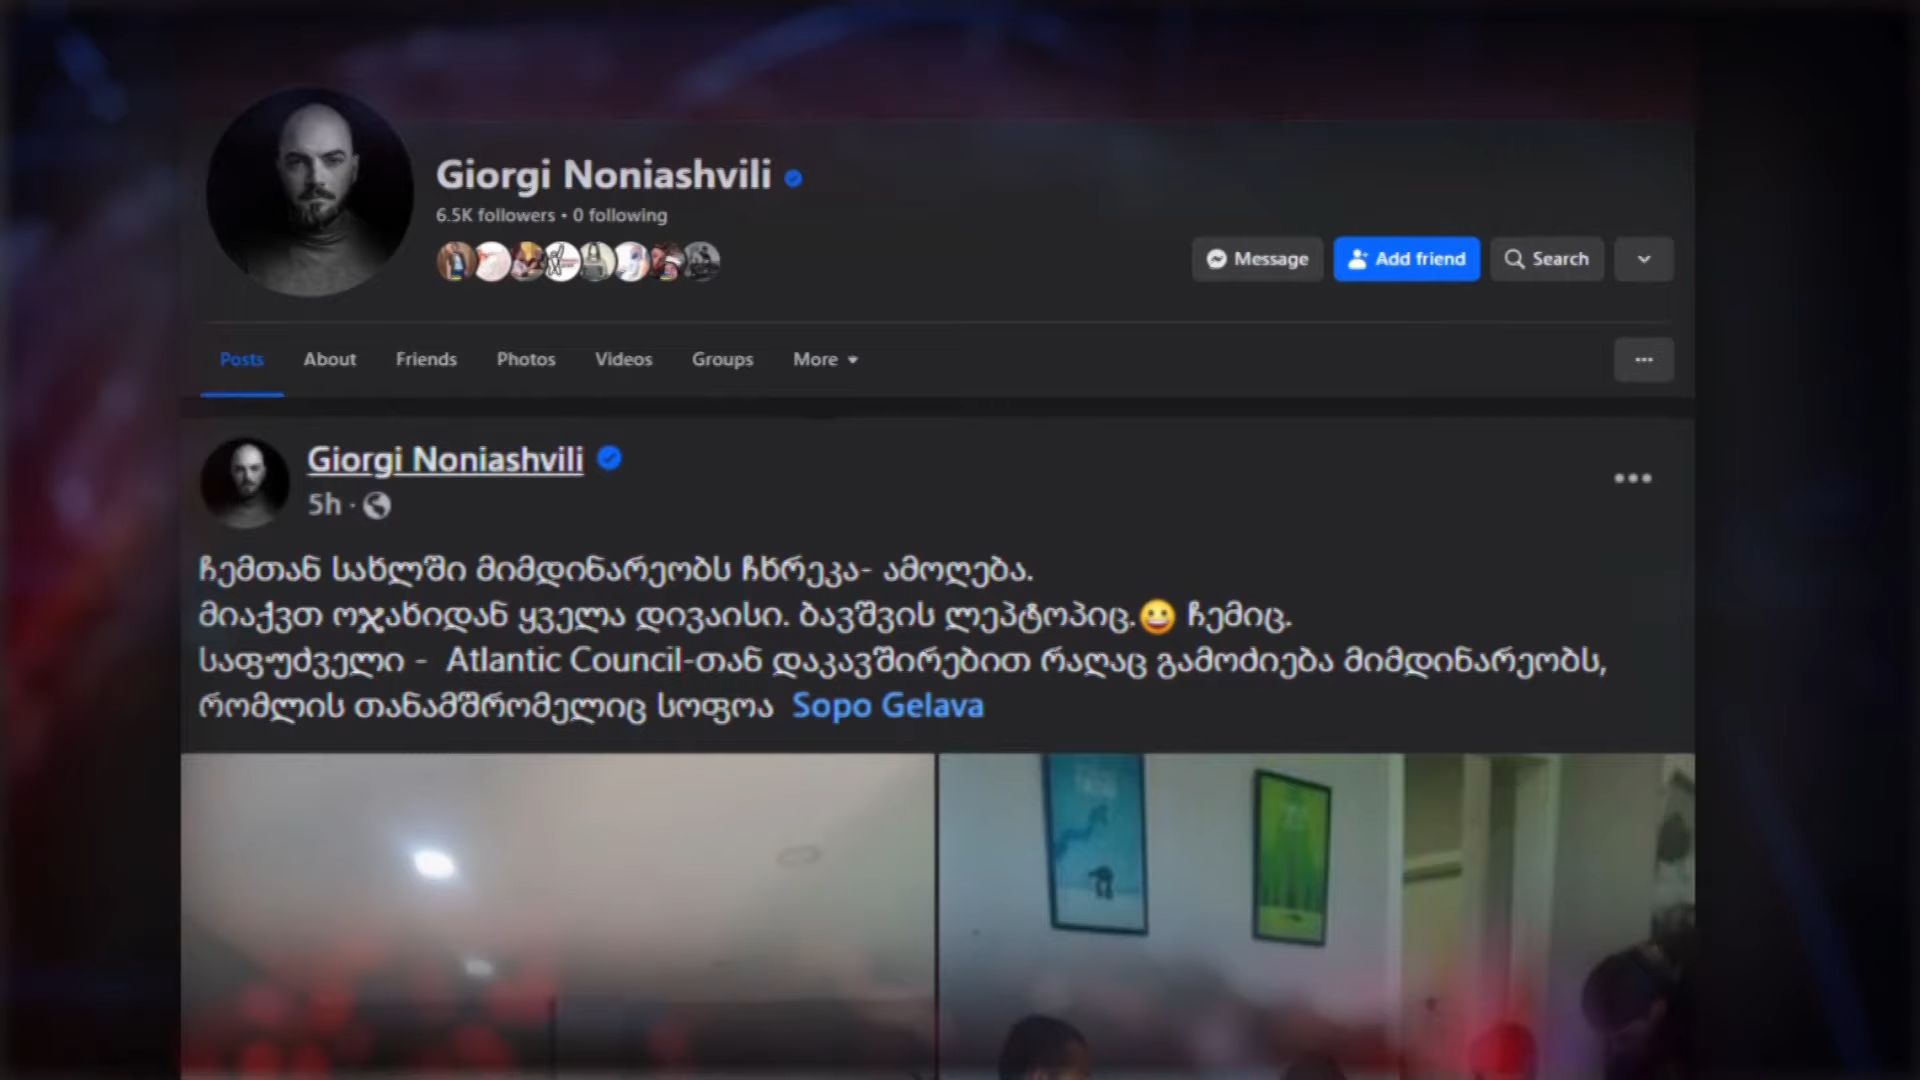 Giorgi Noniashvili
6.5K followers • 0 following
Message
Add friend
Search
Posts
About
Friends
Photos
Videos
Groups
More
Giorgi Noniashvili
5h ·
ჩემთან სახლში მიმდინარეობს ჩხრეკა- ამოღება.
მიაქვთ ოჯახიდან ყველა დივაისი. ბავშვის ლეპტოპიც.😀 ჩემიც.
საფუძველი - Atlantic Council-თან დაკავშირებით რაღაც გამოძიება მიმდინარეობს,
რომლის თანამშრომელიც სოფოა Sopo Gelava